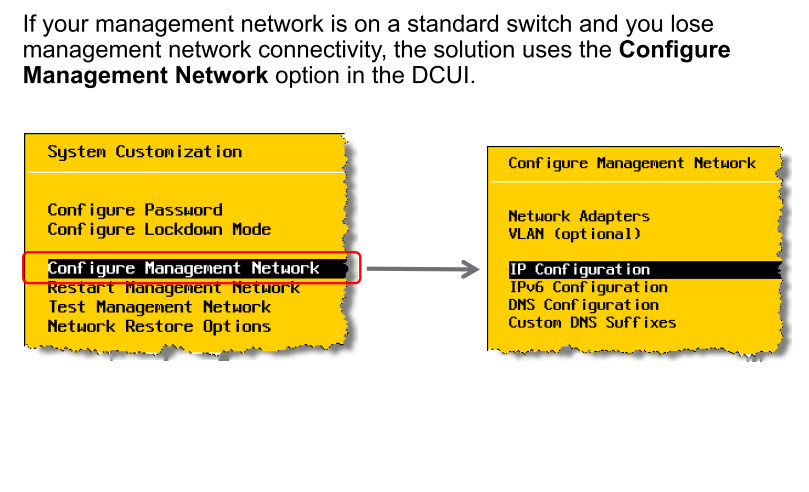 If your management network is on a standard switch and you lose
management network connectivity, the solution uses the Configure
Management Network option in the DCUI.
System Customization
Configure Password
Configure Lockdown Mode
Configure Management Network
Restart Management Network
Test Management Network
Network Restore Options
Configure Management Network
Network Adapters
VLAN (optional)
IP Configuration
IPv6 Configuration
DNS Configuration
Custom DNS Suffixes